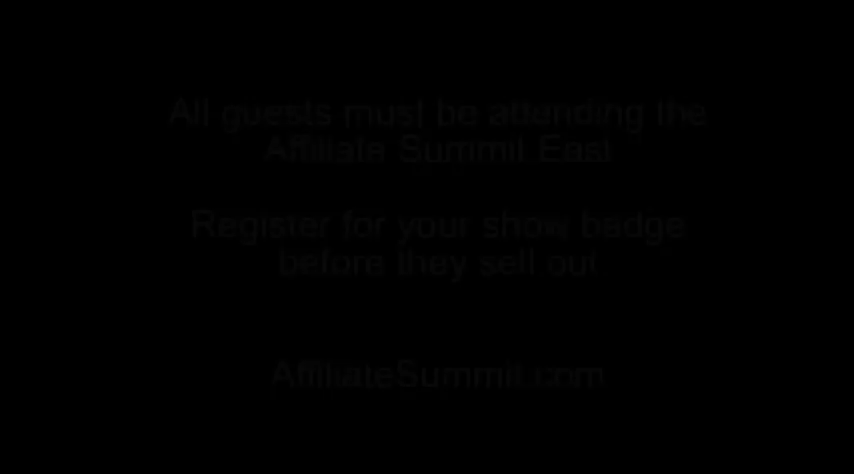 All guests must be attending the
Affiliate Summit East
Register for your show badge
before they sell out
AffiliateSummit.com